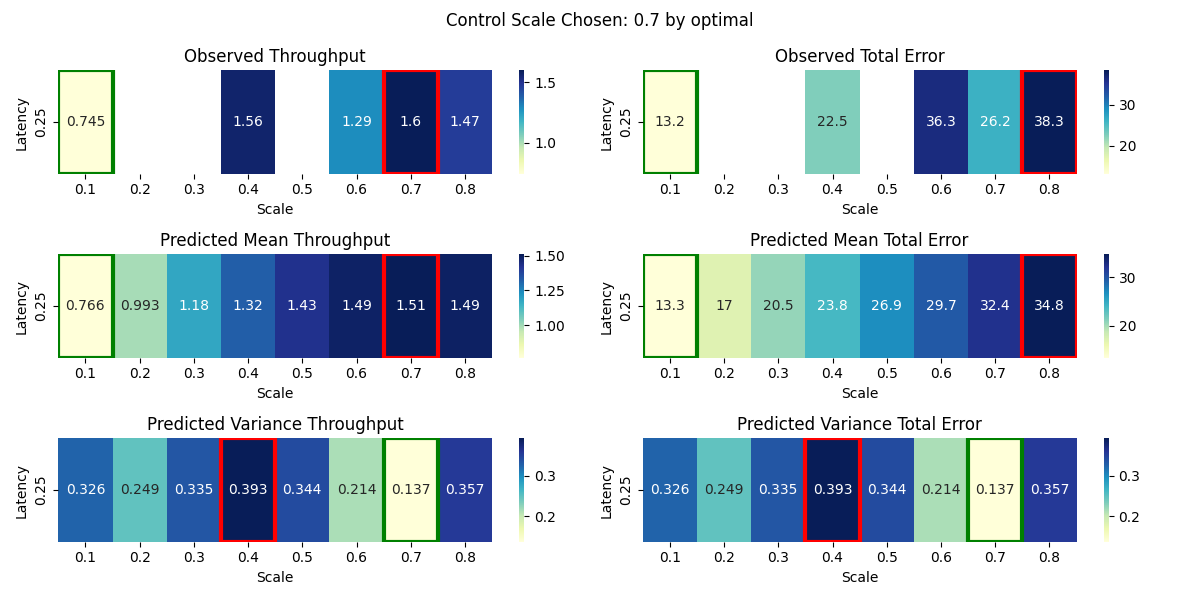 Control Scale Chosen: 0.7 by optimal
Observed Throughput
Latency
0.25
0.745 1.56 1.29 1.6 1.47
0.1 0.2 0.3 0.4 0.5 0.6 0.7 0.8
Scale
1.5
1.0
Observed Total Error
Latency
0.25
13.2 22.5 36.3 26.2 38.3
0.1 0.2 0.3 0.4 0.5 0.6 0.7 0.8
Scale
30
20
Predicted Mean Throughput
Latency
0.25
0.766 0.993 1.18 1.32 1.43 1.49 1.51 1.49
0.1 0.2 0.3 0.4 0.5 0.6 0.7 0.8
Scale
1.50
1.25
1.00
Predicted Mean Total Error
Latency
0.25
13.3 17 20.5 23.8 26.9 29.7 32.4 34.8
0.1 0.2 0.3 0.4 0.5 0.6 0.7 0.8
Scale
30
20
Predicted Variance Throughput
Latency
0.25
0.326 0.249 0.335 0.393 0.344 0.214 0.137 0.357
0.1 0.2 0.3 0.4 0.5 0.6 0.7 0.8
Scale
0.3
0.2
Predicted Variance Total Error
Latency
0.25
0.326 0.249 0.335 0.393 0.344 0.214 0.137 0.357
0.1 0.2 0.3 0.4 0.5 0.6 0.7 0.8
Scale
0.3
0.2